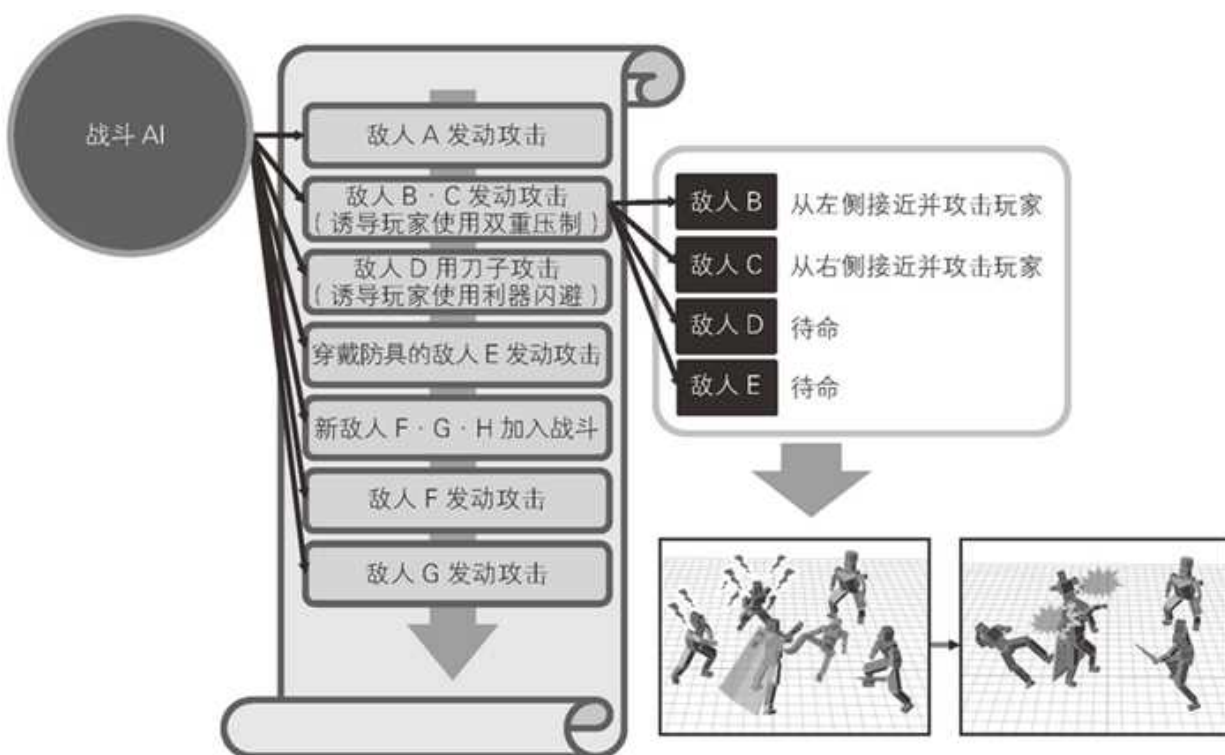 战斗 AI
敌人 A 发动攻击
敌人 B · C 发动攻击
( 诱导玩家使用双重压制 )
敌人 D 用刀子攻击
( 诱导玩家使用利器闪避 )
穿戴防具的敌人 E 发动攻击
新敌人 F · G · H 加入战斗
敌人 F 发动攻击
敌人 G 发动攻击
敌人 B 从左侧接近并攻击玩家
敌人 C 从右侧接近并攻击玩家
敌人 D 待命
敌人 E 待命